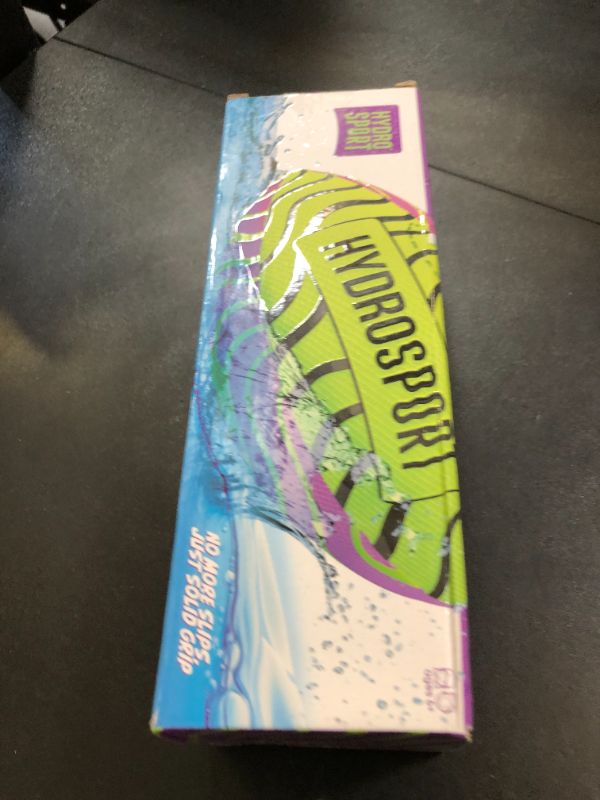 HYDRO
SPORT
HYDROSPORT
NO MORE SLIPS,
JUST SOLID GRIP